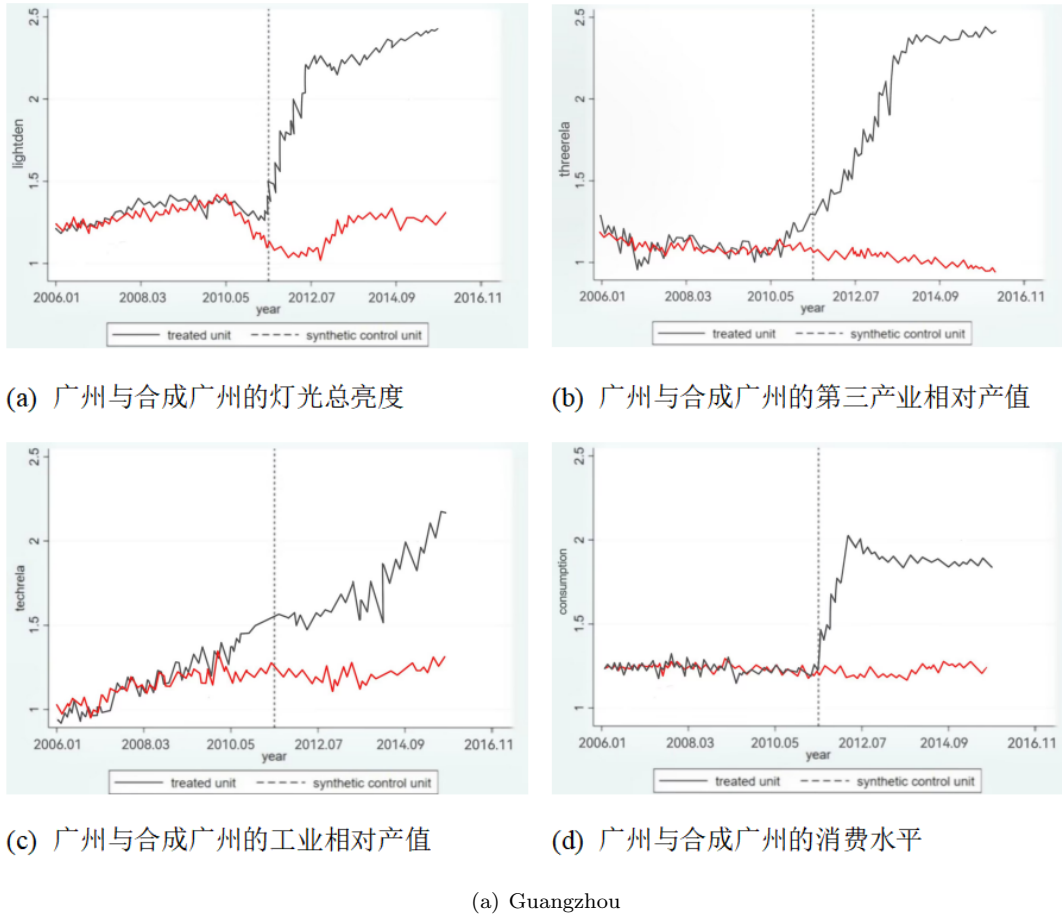 2.5
2
1.5
1
lightden
2006.01 2008.03 2010.05 2012.07 2014.09 2016.11
year
treated unit synthetic control unit
(a) 广州与合成广州的灯光总亮度
2.5
2
1.5
1
threerela
2006.01 2008.03 2010.05 2012.07 2014.09 2016.11
year
treated unit synthetic control unit
(b) 广州与合成广州的第三产业相对产值
2.5
2
1.5
1
techrela
2006.01 2008.03 2010.05 2012.07 2014.09 2016.11
year
treated unit synthetic control unit
(c) 广州与合成广州的工业相对产值
2.5
2
1.5
1
consumption
2006.01 2008.03 2010.05 2012.07 2014.09 2016.11
year
treated unit synthetic control unit
(d) 广州与合成广州的消费水平
(a) Guangzhou